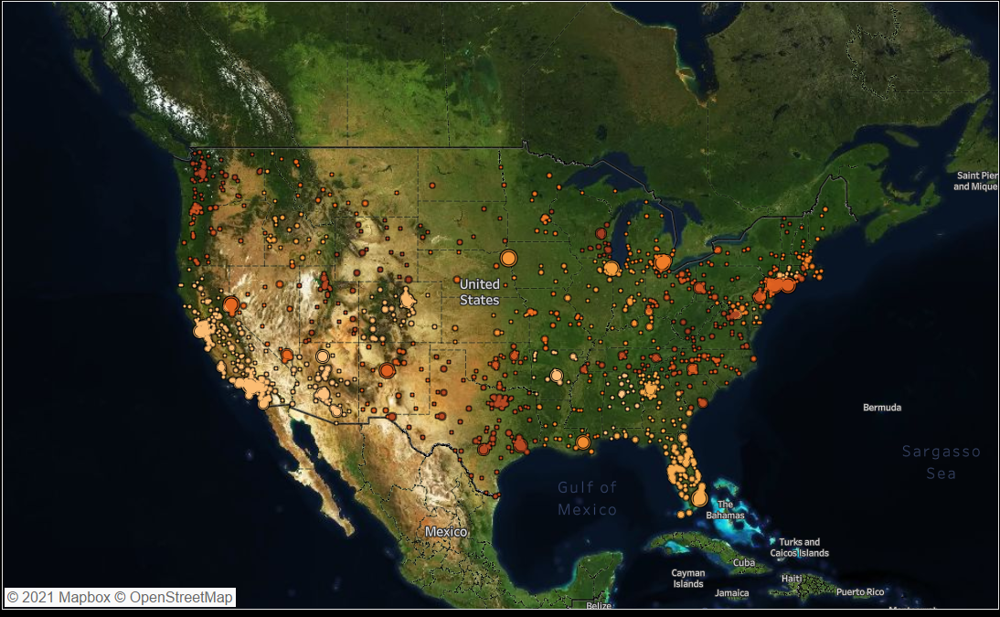 Saint Pier
and Mique
United
States
Bermuda
Sargasso
Sea
Gulf of
Mexico
The
Bahamas
Mexico
Turks and
Caicos Islands
Cuba
Cayman
Islands
Haiti
Jamaica
Puerto Rico
Belize
© 2021 Mapbox © OpenStreetMap